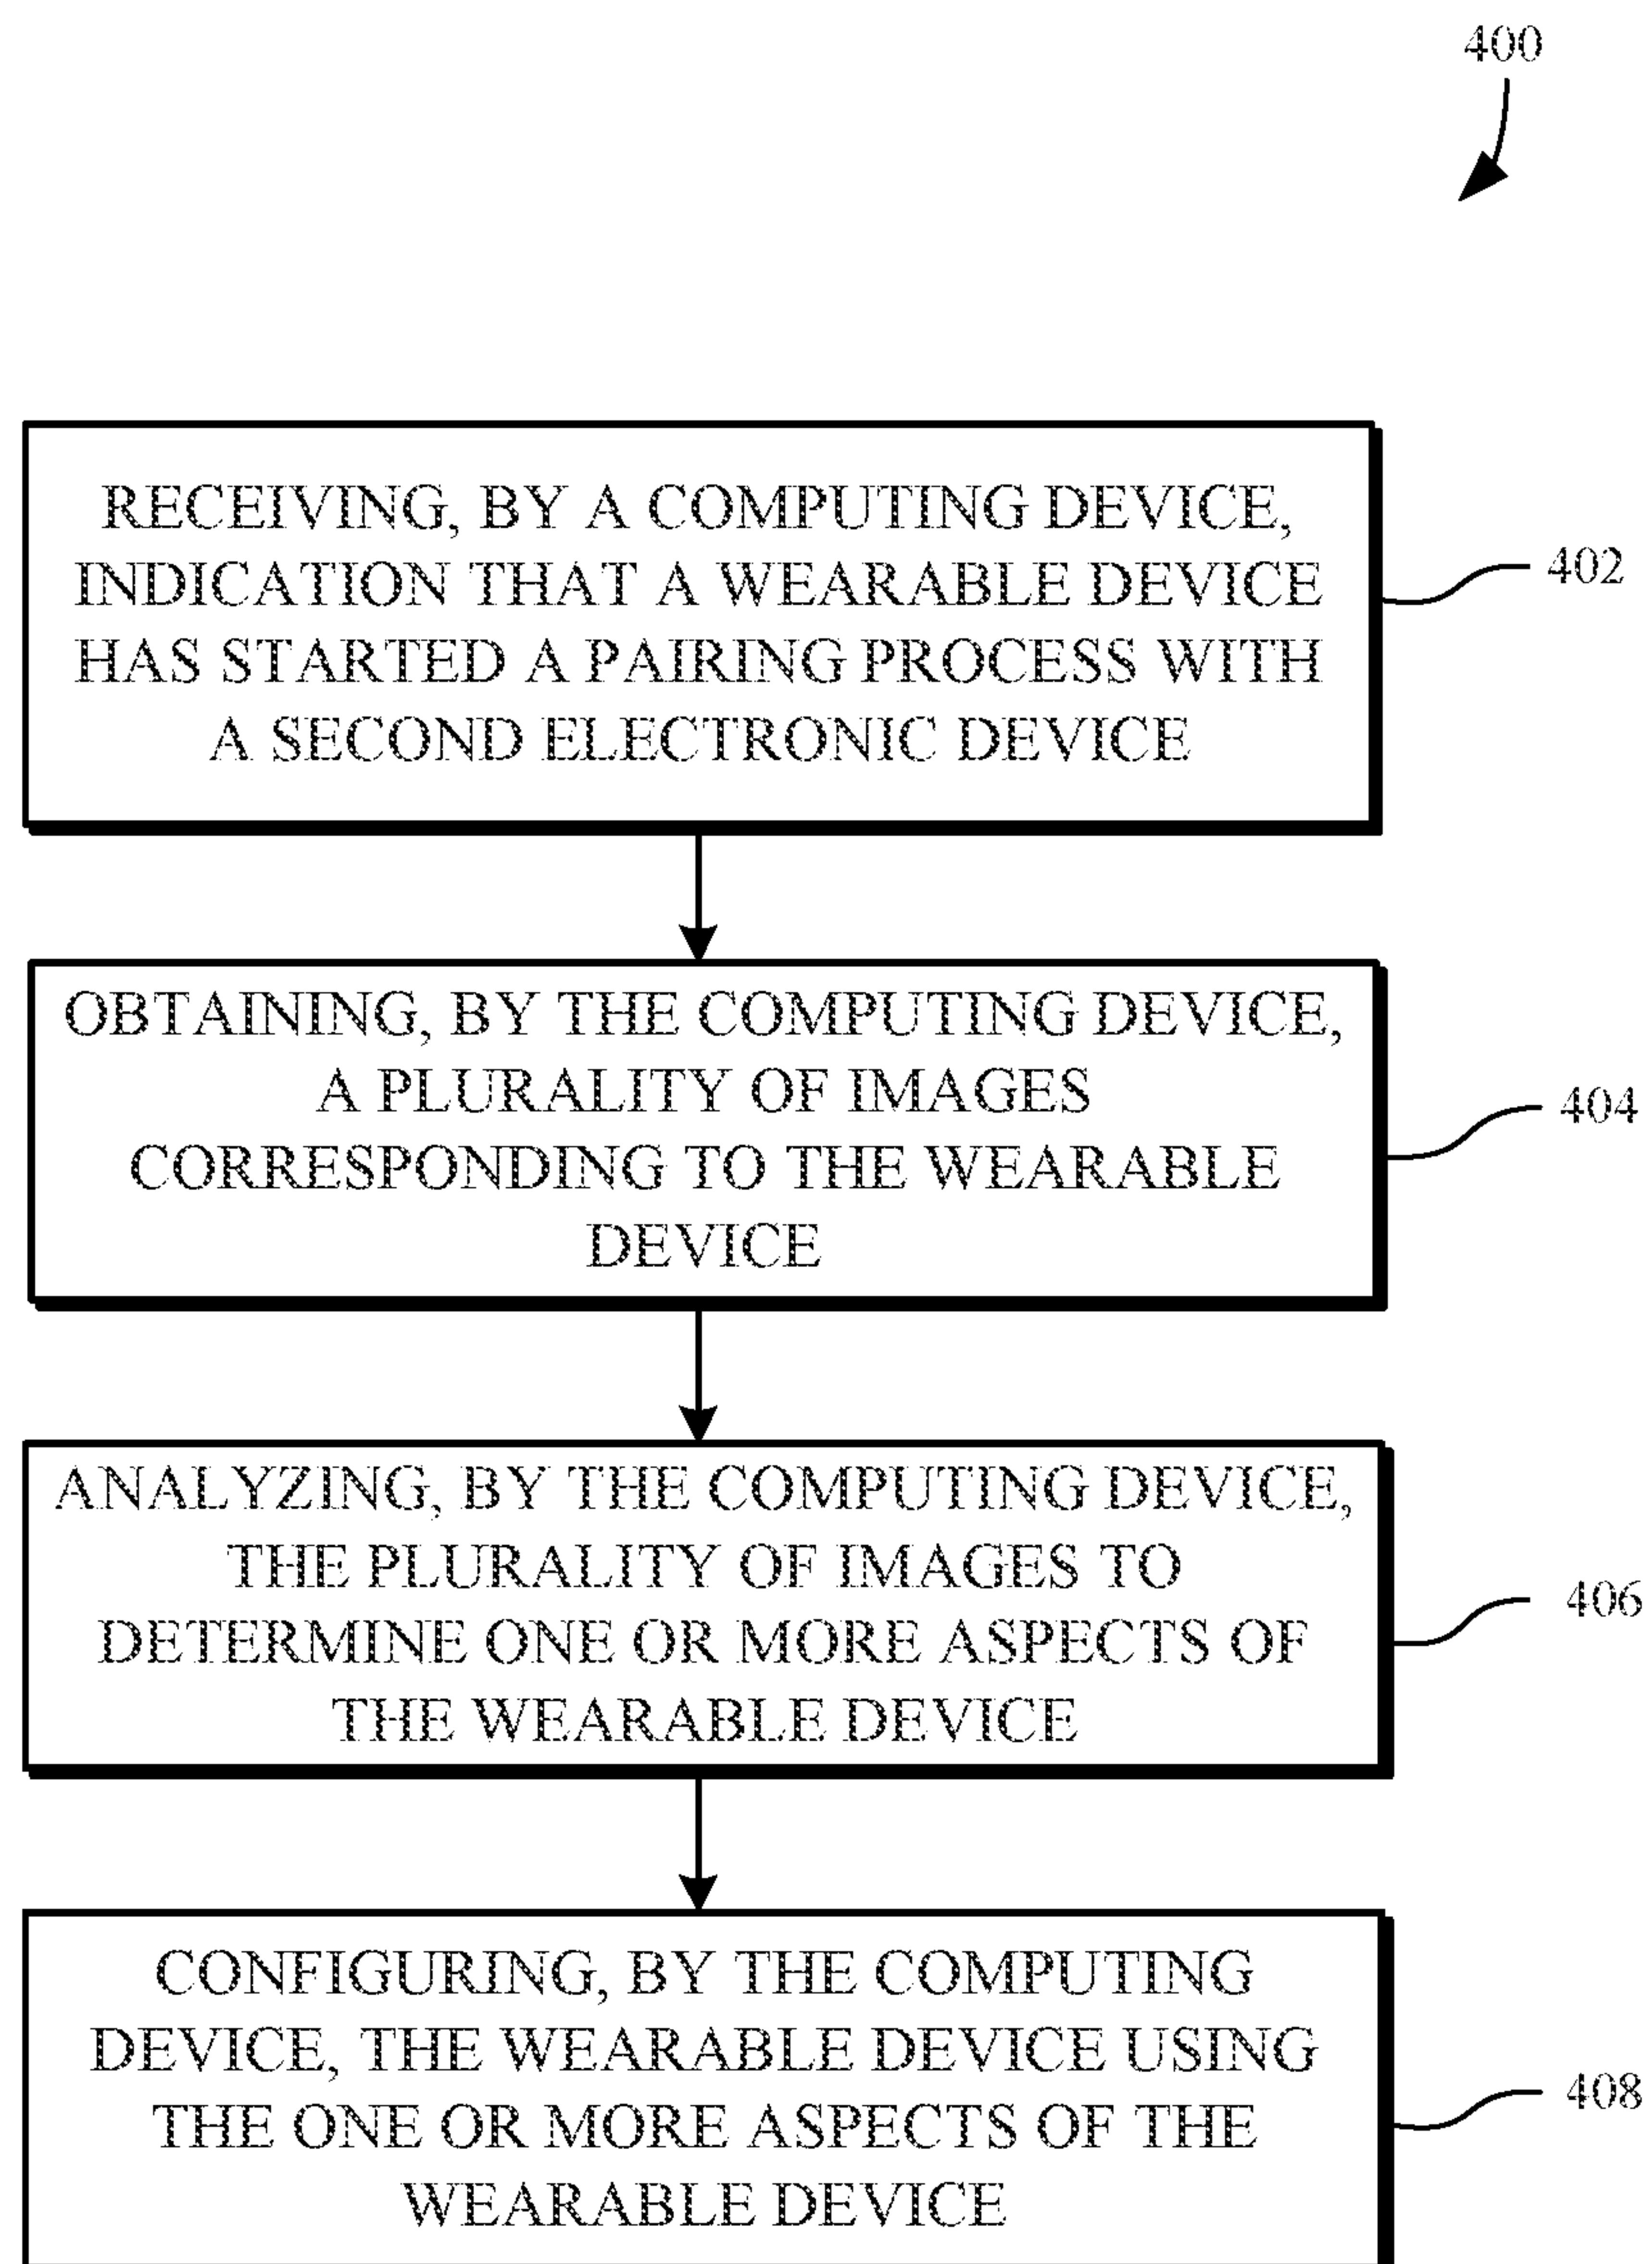 400
RECEIVING, BY A COMPUTING DEVICE,
INDICATION THAT A WEARABLE DEVICE
HAS STARTED A PAIRING PROCESS WITH
A SECOND ELECTRONIC DEVICE
402
OBTAINING, BY THE COMPUTING DEVICE,
A PLURALITY OF IMAGES
CORRESPONDING TO THE WEARABLE
DEVICE
404
ANALYZING, BY THE COMPUTING DEVICE,
THE PLURALITY OF IMAGES TO
DETERMINE ONE OR MORE ASPECTS OF
THE WEARABLE DEVICE
406
CONFIGURING, BY THE COMPUTING
DEVICE, THE WEARABLE DEVICE USING
THE ONE OR MORE ASPECTS OF THE
WEARABLE DEVICE
408